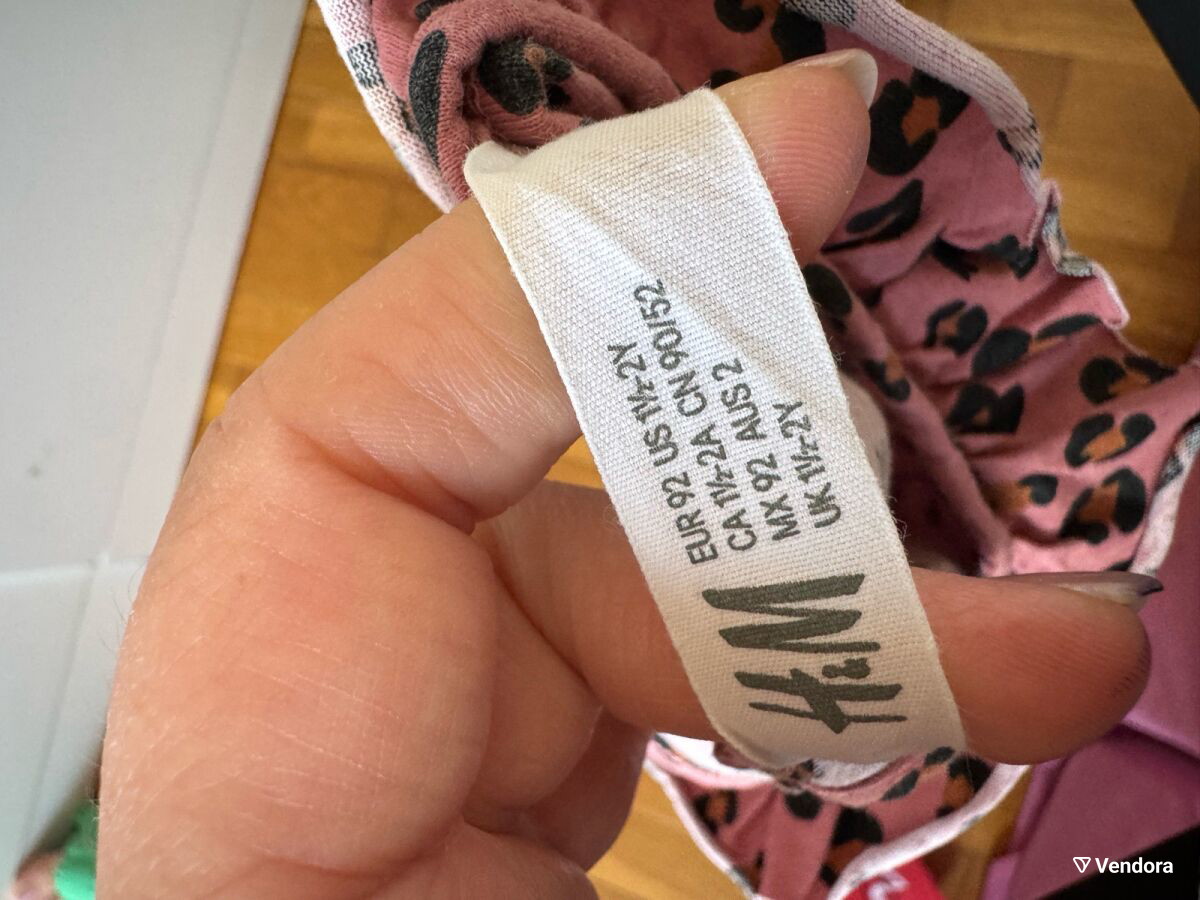 EUR 92 US 1½-2Y
CA 1½-2A CN 90/52
MX 92 AUS 2
UK 1½-2Y
H&M
Vendora